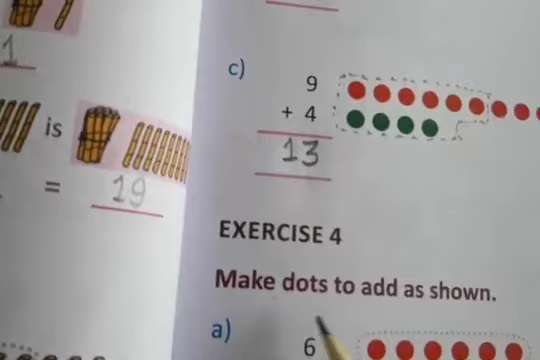 1
is
= 19
c)
9
+ 4
13
EXERCISE 4
Make dots to add as shown.
a)
6